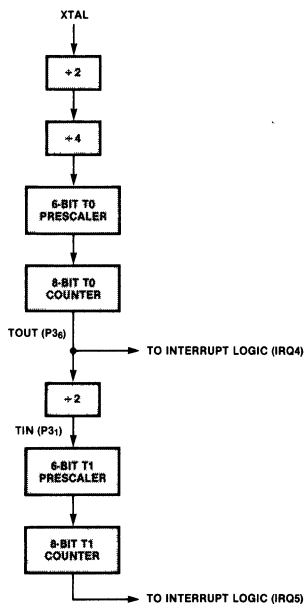 XTAL
÷2
÷4
6-BIT T0
PRESCALER
8-BIT T0
COUNTER
TOUT (P3₆)
TO INTERRUPT LOGIC (IRQ4)
÷2
TIN (P3₁)
6-BIT T1
PRESCALER
8-BIT T1
COUNTER
TO INTERRUPT LOGIC (IRQ5)